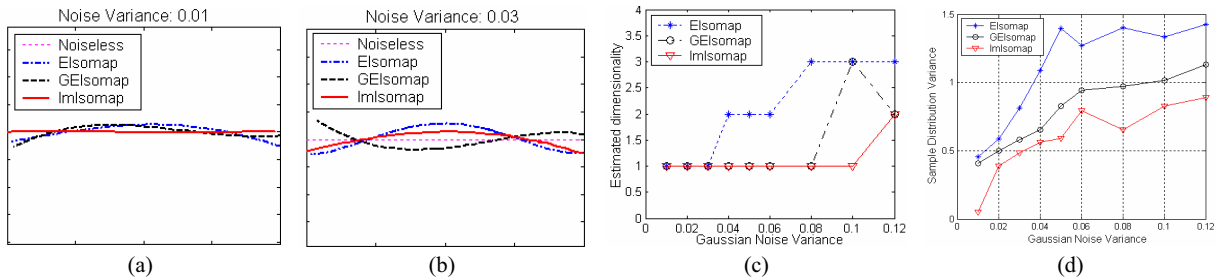 Noise Variance: 0.01
Noiseless
EIsomap
GEIsomap
ImIsomap
(a)
Noise Variance: 0.03
Noiseless
EIsomap
GEIsomap
ImIsomap
(b)
EIsomap
GEIsomap
ImIsomap
Estimated dimensionality
4
3.5
3
2.5
2
1.5
1
0.5
0
0.02
0.04
0.06
0.08
0.10
0.12
Gaussian Noise Variance
(c)
EIsomap
GEIsomap
ImIsomap
Sample Distribution Variance
1.5
1
0.5
0
0.02
0.04
0.06
0.08
0.1
0.12
Gaussian Noise Variance
(d)